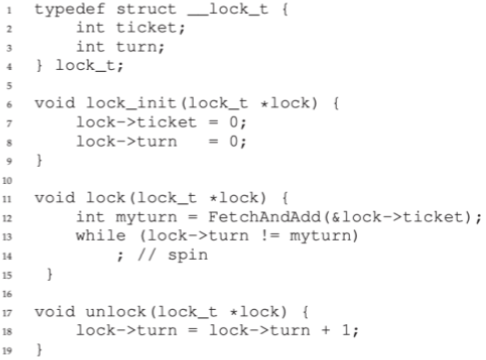 1 typedef struct __lock_t {
2     int ticket;
3     int turn;
4 } lock_t;
5
6 void lock_init(lock_t *lock) {
7     lock->ticket = 0;
8     lock->turn   = 0;
9 }
10
11 void lock(lock_t *lock) {
12     int myturn = FetchAndAdd(&lock->ticket);
13     while (lock->turn != myturn)
14         ; // spin
15  }
16
17 void unlock(lock_t *lock) {
18     lock->turn = lock->turn + 1;
19 }